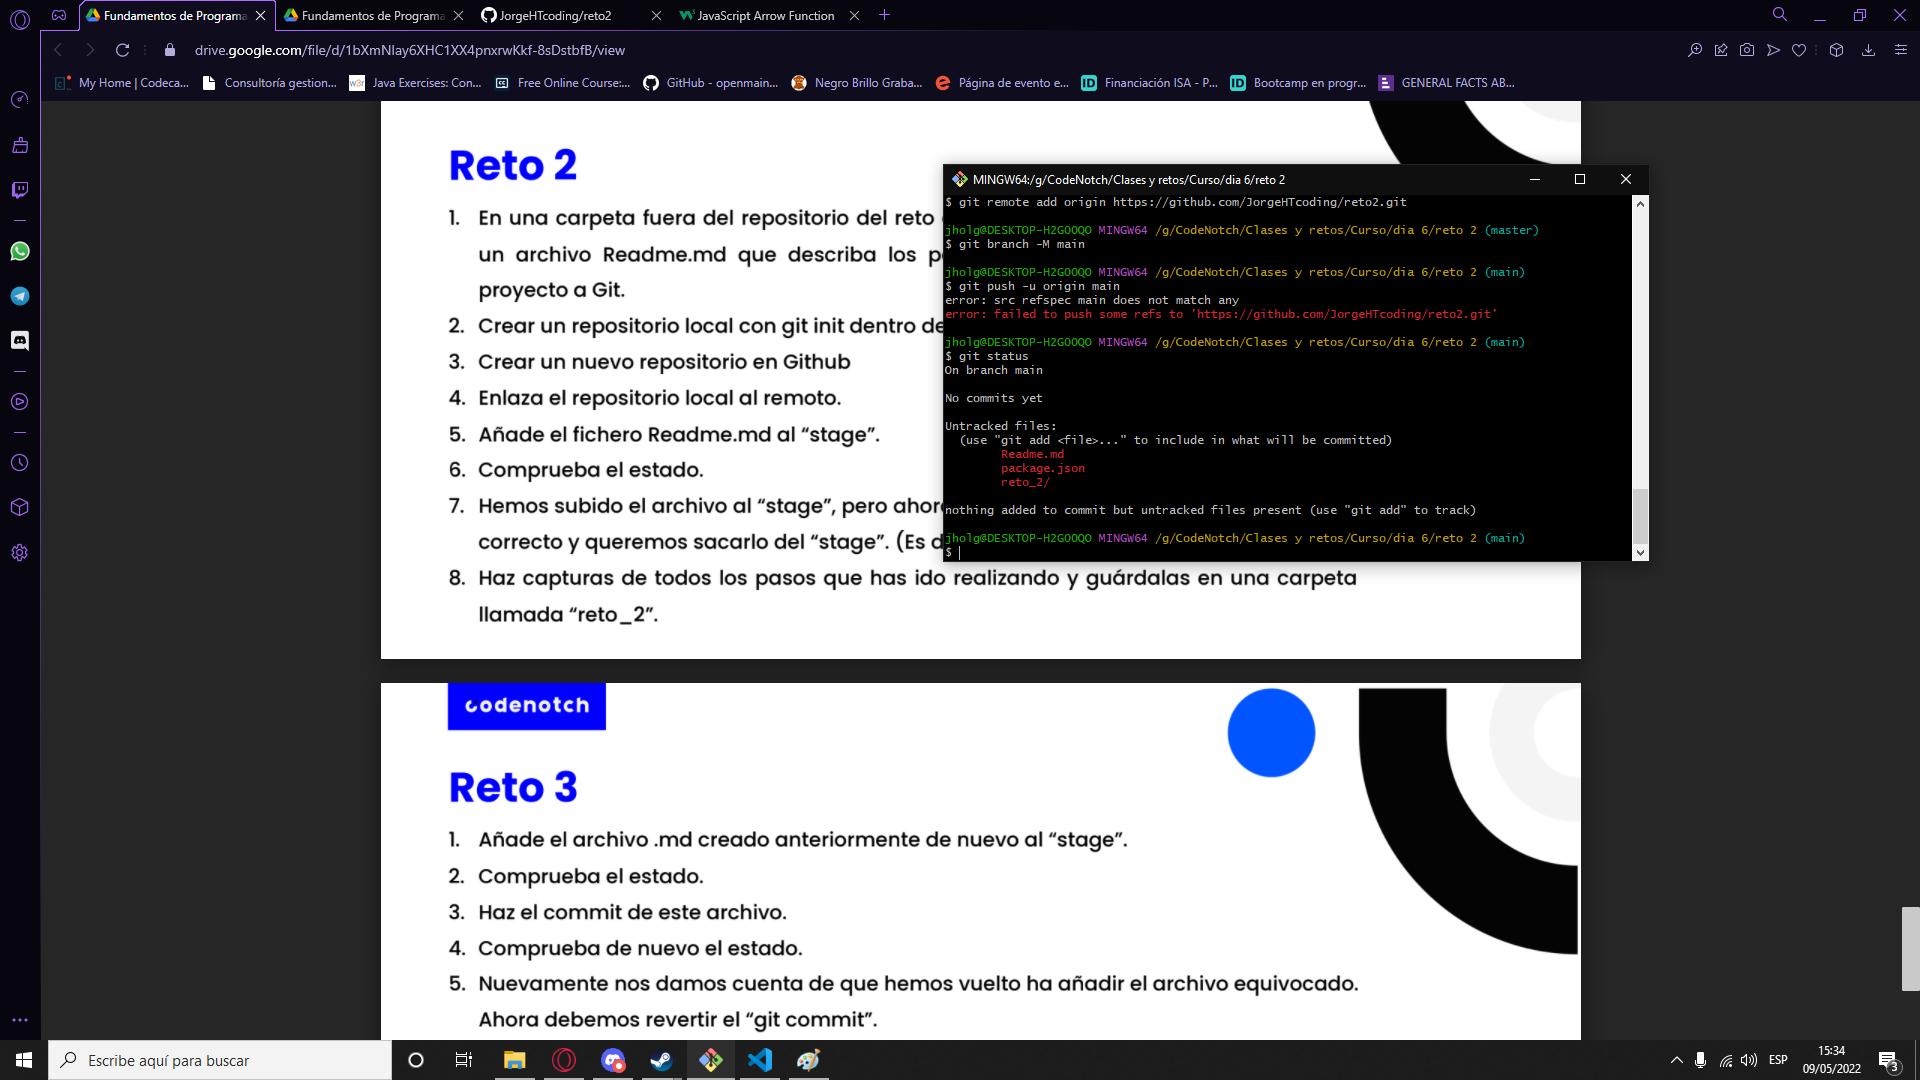 Fundamentos de Programa
Fundamentos de Programa
JorgeHTcoding/reto2
JavaScript Arrow Function
drive.google.com/file/d/1bXmNlay6XHC1XX4pnxrwKkf-8sDstbfB/view
My Home | Codeca...
Consultoría gestion...
Java Exercises: Con...
Free Online Course:...
GitHub - openmain...
Negro Brillo Graba...
Página de evento e...
Financiación ISA - P...
Bootcamp en progr...
GENERAL FACTS AB...
Reto 2
1. En una carpeta fuera del repositorio del reto
un archivo Readme.md que describa los p
proyecto a Git.
2. Crear un repositorio local con git init dentro de
3. Crear un nuevo repositorio en Github
4. Enlaza el repositorio local al remoto.
5. Añade el fichero Readme.md al “stage”.
6. Comprueba el estado.
7. Hemos subido el archivo al “stage”, pero ahor
correcto y queremos sacarlo del “stage”. (Es d
8. Haz capturas de todos los pasos que has ido realizando y guárdalas en una carpeta
llamada “reto_2”.
MINGW64:/g/CodeNotch/Clases y retos/Curso/dia 6/reto 2
$ git remote add origin https://github.com/JorgeHTcoding/reto2.git
jholg@DESKTOP-H2GOOQO MINGW64 /g/CodeNotch/Clases y retos/Curso/dia 6/reto 2 (master)
$ git branch -M main
jholg@DESKTOP-H2GOOQO MINGW64 /g/CodeNotch/Clases y retos/Curso/dia 6/reto 2 (main)
$ git push -u origin main
error: src refspec main does not match any
error: failed to push some refs to 'https://github.com/JorgeHTcoding/reto2.git'
jholg@DESKTOP-H2GOOQO MINGW64 /g/CodeNotch/Clases y retos/Curso/dia 6/reto 2 (main)
$ git status
On branch main
No commits yet
Untracked files:
(use "git add <file>..." to include in what will be committed)
Readme.md
package.json
reto_2/
nothing added to commit but untracked files present (use "git add" to track)
jholg@DESKTOP-H2GOOQO MINGW64 /g/CodeNotch/Clases y retos/Curso/dia 6/reto 2 (main)
$
codenotch
Reto 3
1. Añade el archivo .md creado anteriormente de nuevo al “stage”.
2. Comprueba el estado.
3. Haz el commit de este archivo.
4. Comprueba de nuevo el estado.
5. Nuevamente nos damos cuenta de que hemos vuelto ha añadir el archivo equivocado.
Ahora debemos revertir el “git commit”.
Escribe aquí para buscar
ESP
15:34
09/05/2022
3